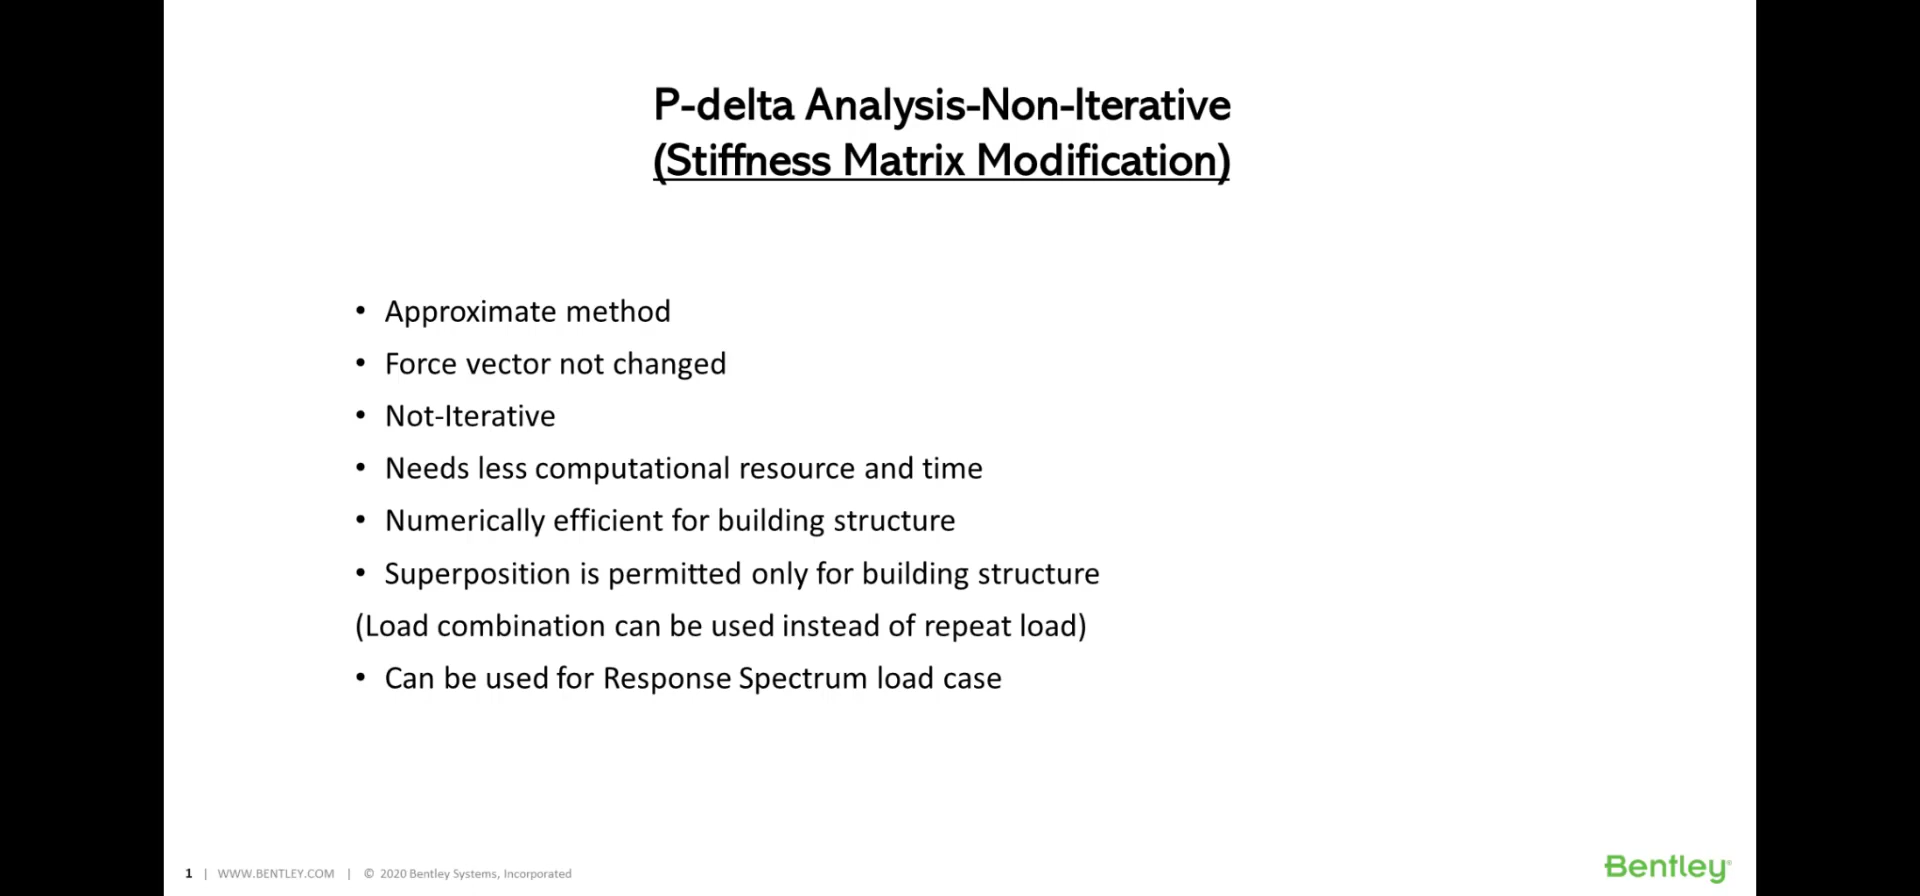 P-delta Analysis-Non-Iterative
(Stiffness Matrix Modification)
• Approximate method
• Force vector not changed
• Not-Iterative
• Needs less computational resource and time
• Numerically efficient for building structure
• Superposition is permitted only for building structure
(Load combination can be used instead of repeat load)
• Can be used for Response Spectrum load case
1 | WWW.BENTLEY.COM | © 2020 Bentley Systems, Incorporated
Bentley®